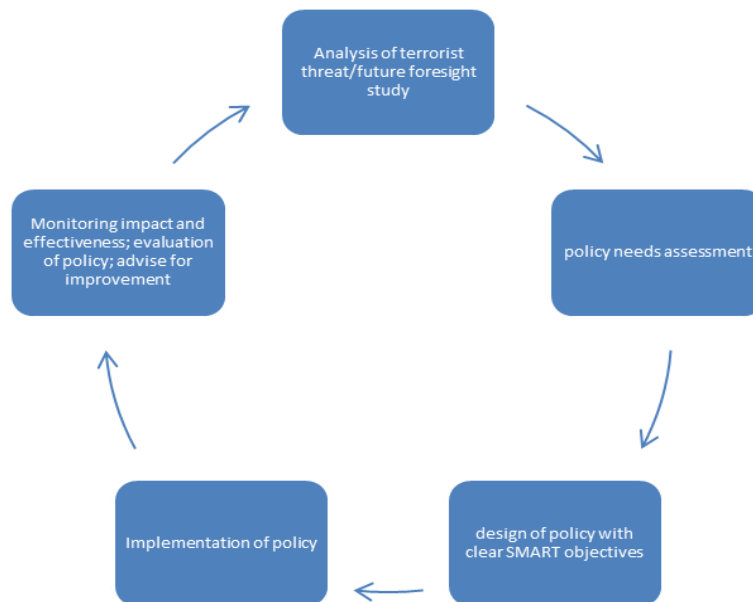 Analysis of terrorist
threat/future foresight
study
policy needs assessment
design of policy with
clear SMART objectives
Implementation of policy
Monitoring impact and
effectiveness; evaluation
of policy; advise for
improvement